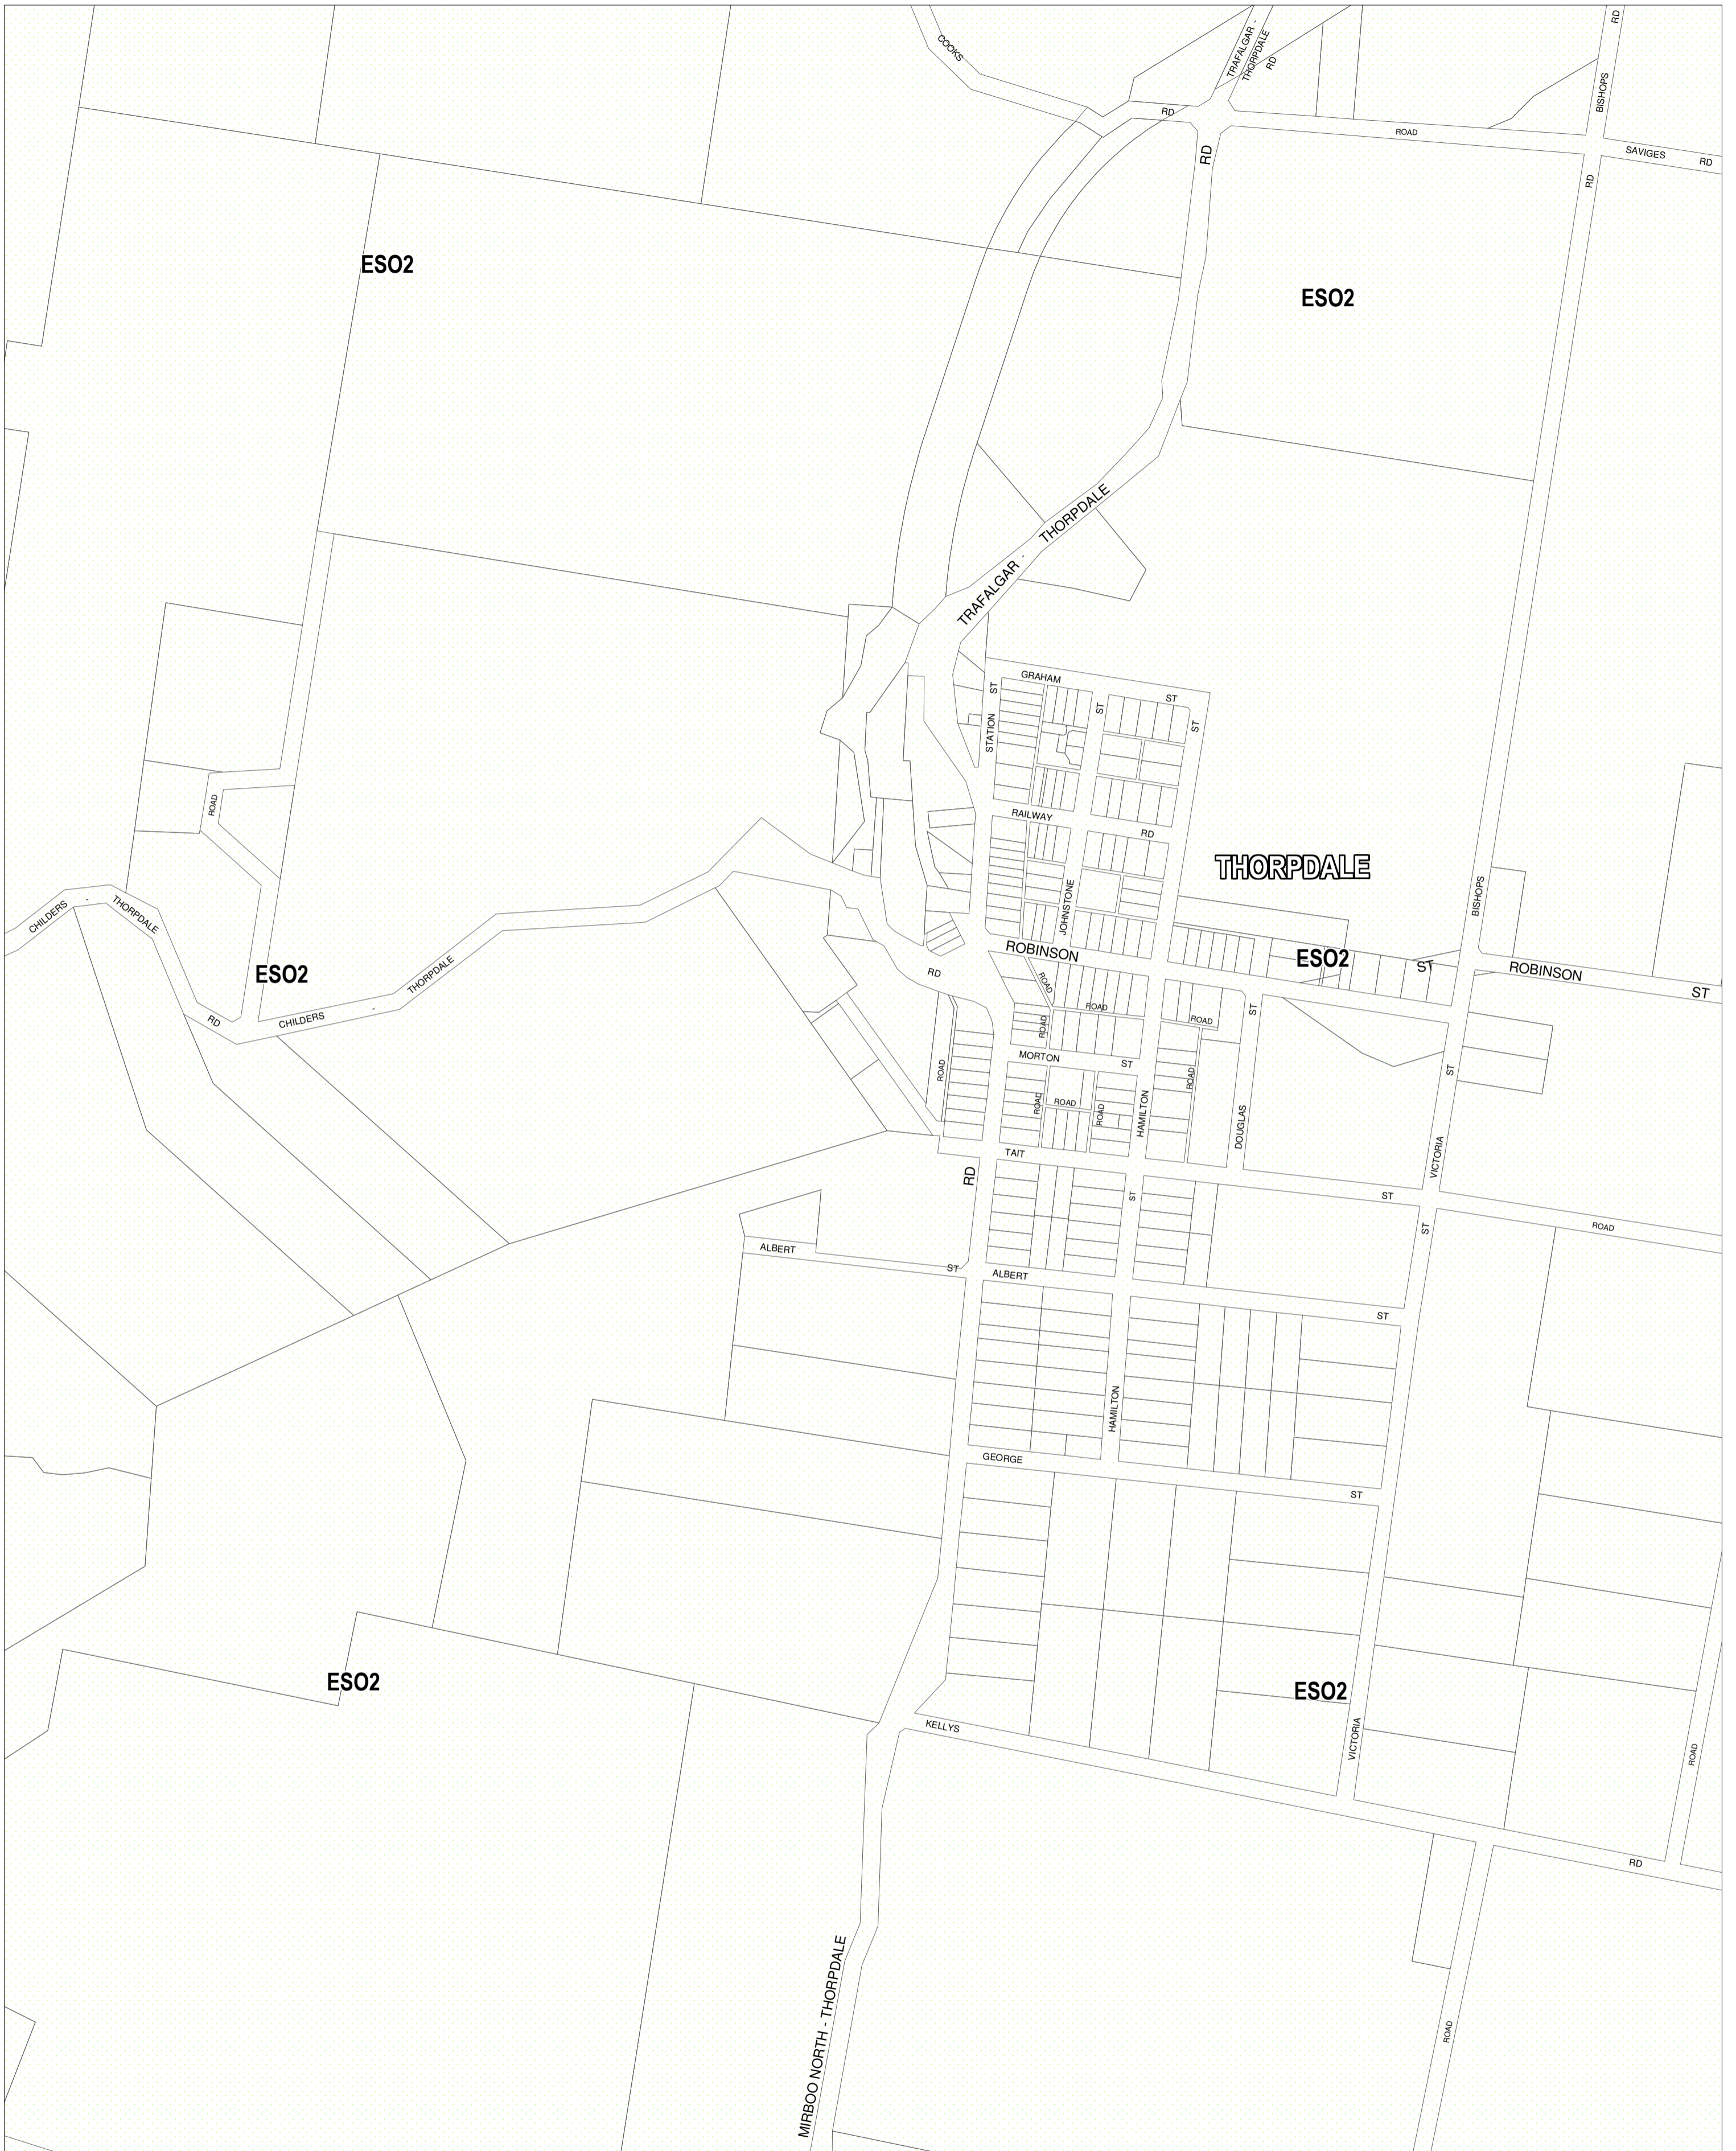 COOKS
RD
TRAFALGAR -
THORPDALE
RD
RD
BISHOPS
ROAD
SAVIGES RD
RD
RD
ESO2
ESO2
TRAFALGAR - THORPDALE
GRAHAM ST
ST
STATION
ST
ST
ROAD
RAILWAY RD
THORPDALE
JOHNSTONE
BISHOPS
CHILDERS - THORPDALE
RD
ESO2
CHILDERS - THORPDALE
RD
ROBINSON
ESO2
ST
ROBINSON
ST
ROAD
ROAD
ROAD
ROAD
ST
MORTON ST
ROAD
ROAD
ROAD
ROAD
ROAD
HAMILTON
DOUGLAS
ST
VICTORIA
TAIT
RD
ST
ST
ST
ROAD
ALBERT
ST
ALBERT
ST
HAMILTON
GEORGE
ST
ESO2
ESO2
KELLYS
VICTORIA
ROAD
RD
MIRBOO NORTH - THORPDALE
ROAD